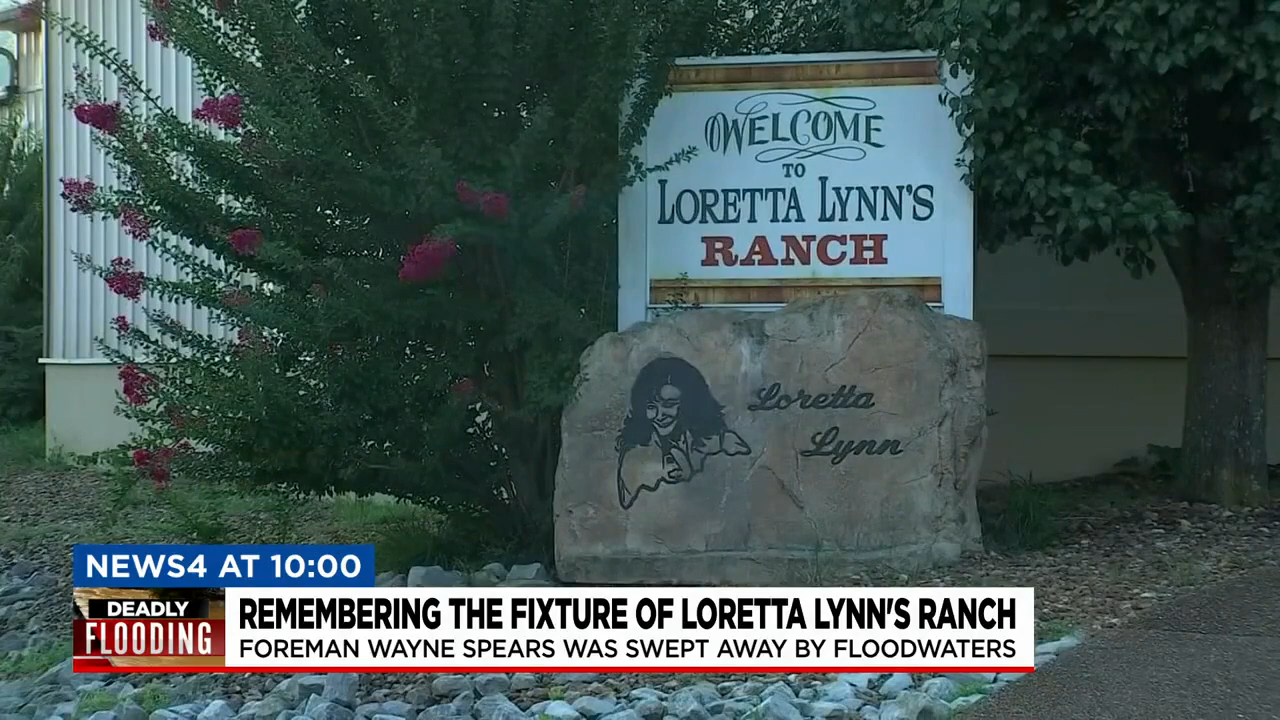 WELCOME
TO
LORETTA LYNN'S
RANCH
Loretta
Lynn
NEWS4 AT 10:00
DEADLY
FLOODING
REMEMBERING THE FIXTURE OF LORETTA LYNN'S RANCH
FOREMAN WAYNE SPEARS WAS SWEPT AWAY BY FLOODWATERS